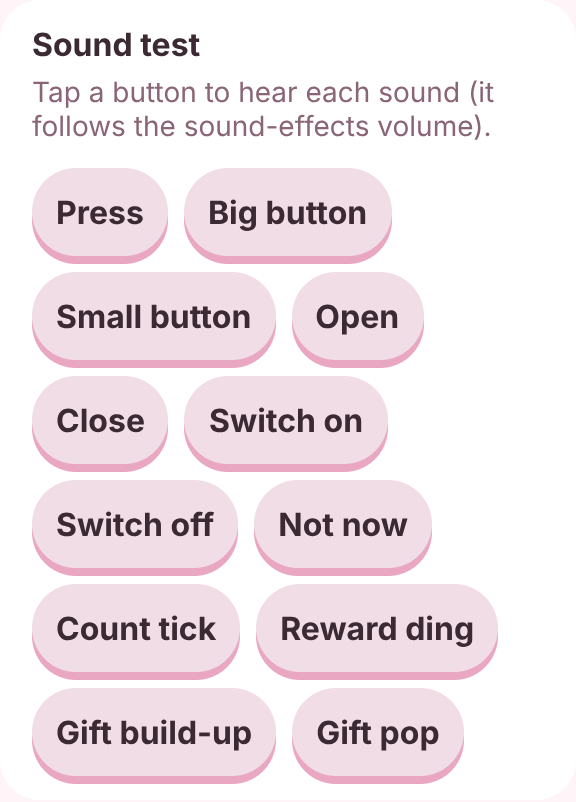 Sound test
Tap a button to hear each sound (it
follows the sound-effects volume).
Press
Big button
Small button
Open
Close
Switch on
Switch off
Not now
Count tick
Reward ding
Gift build-up
Gift pop